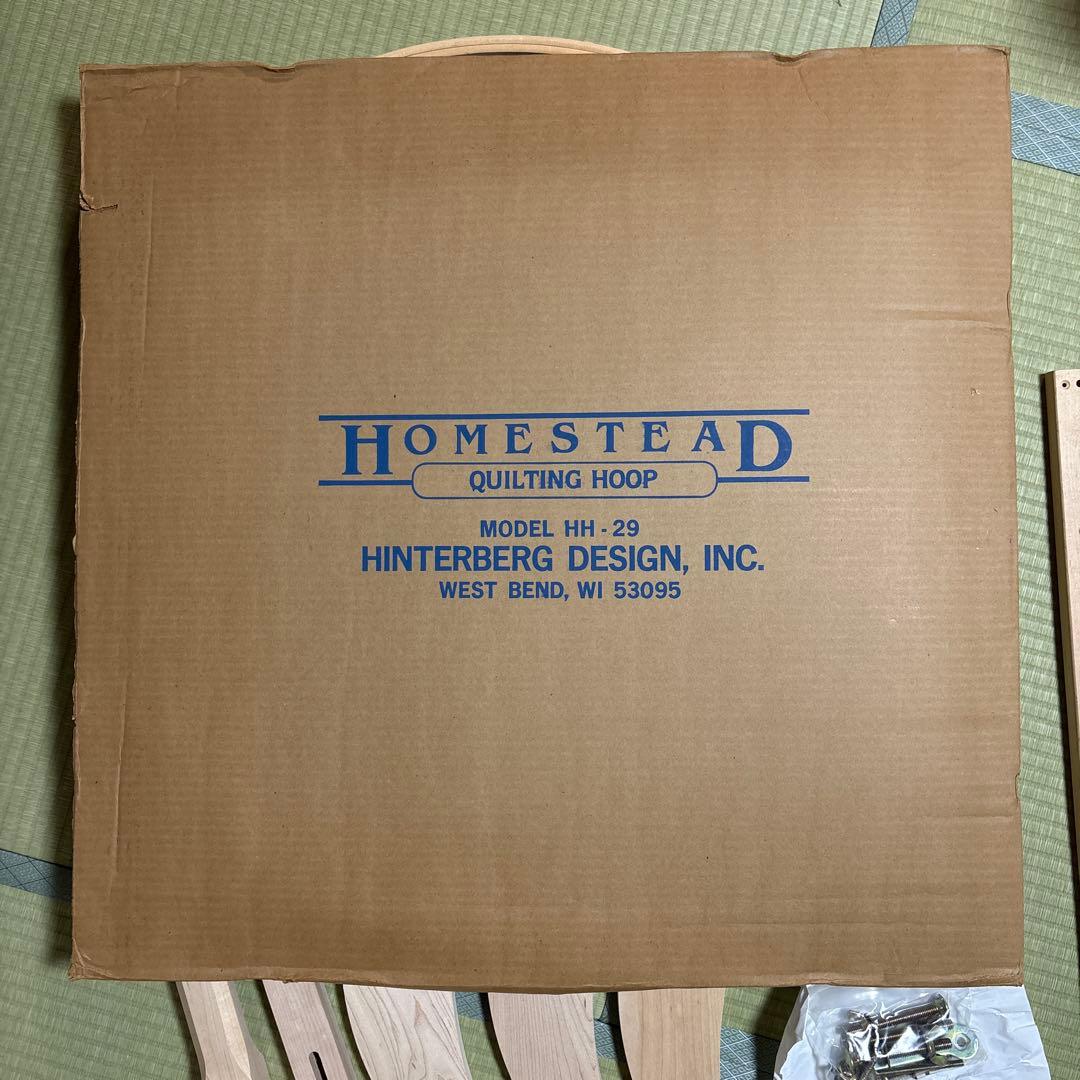 HOMESTEAD
QUILTING HOOP
MODEL HH-29
HINTERBERG DESIGN, INC.
WEST BEND, WI 53095